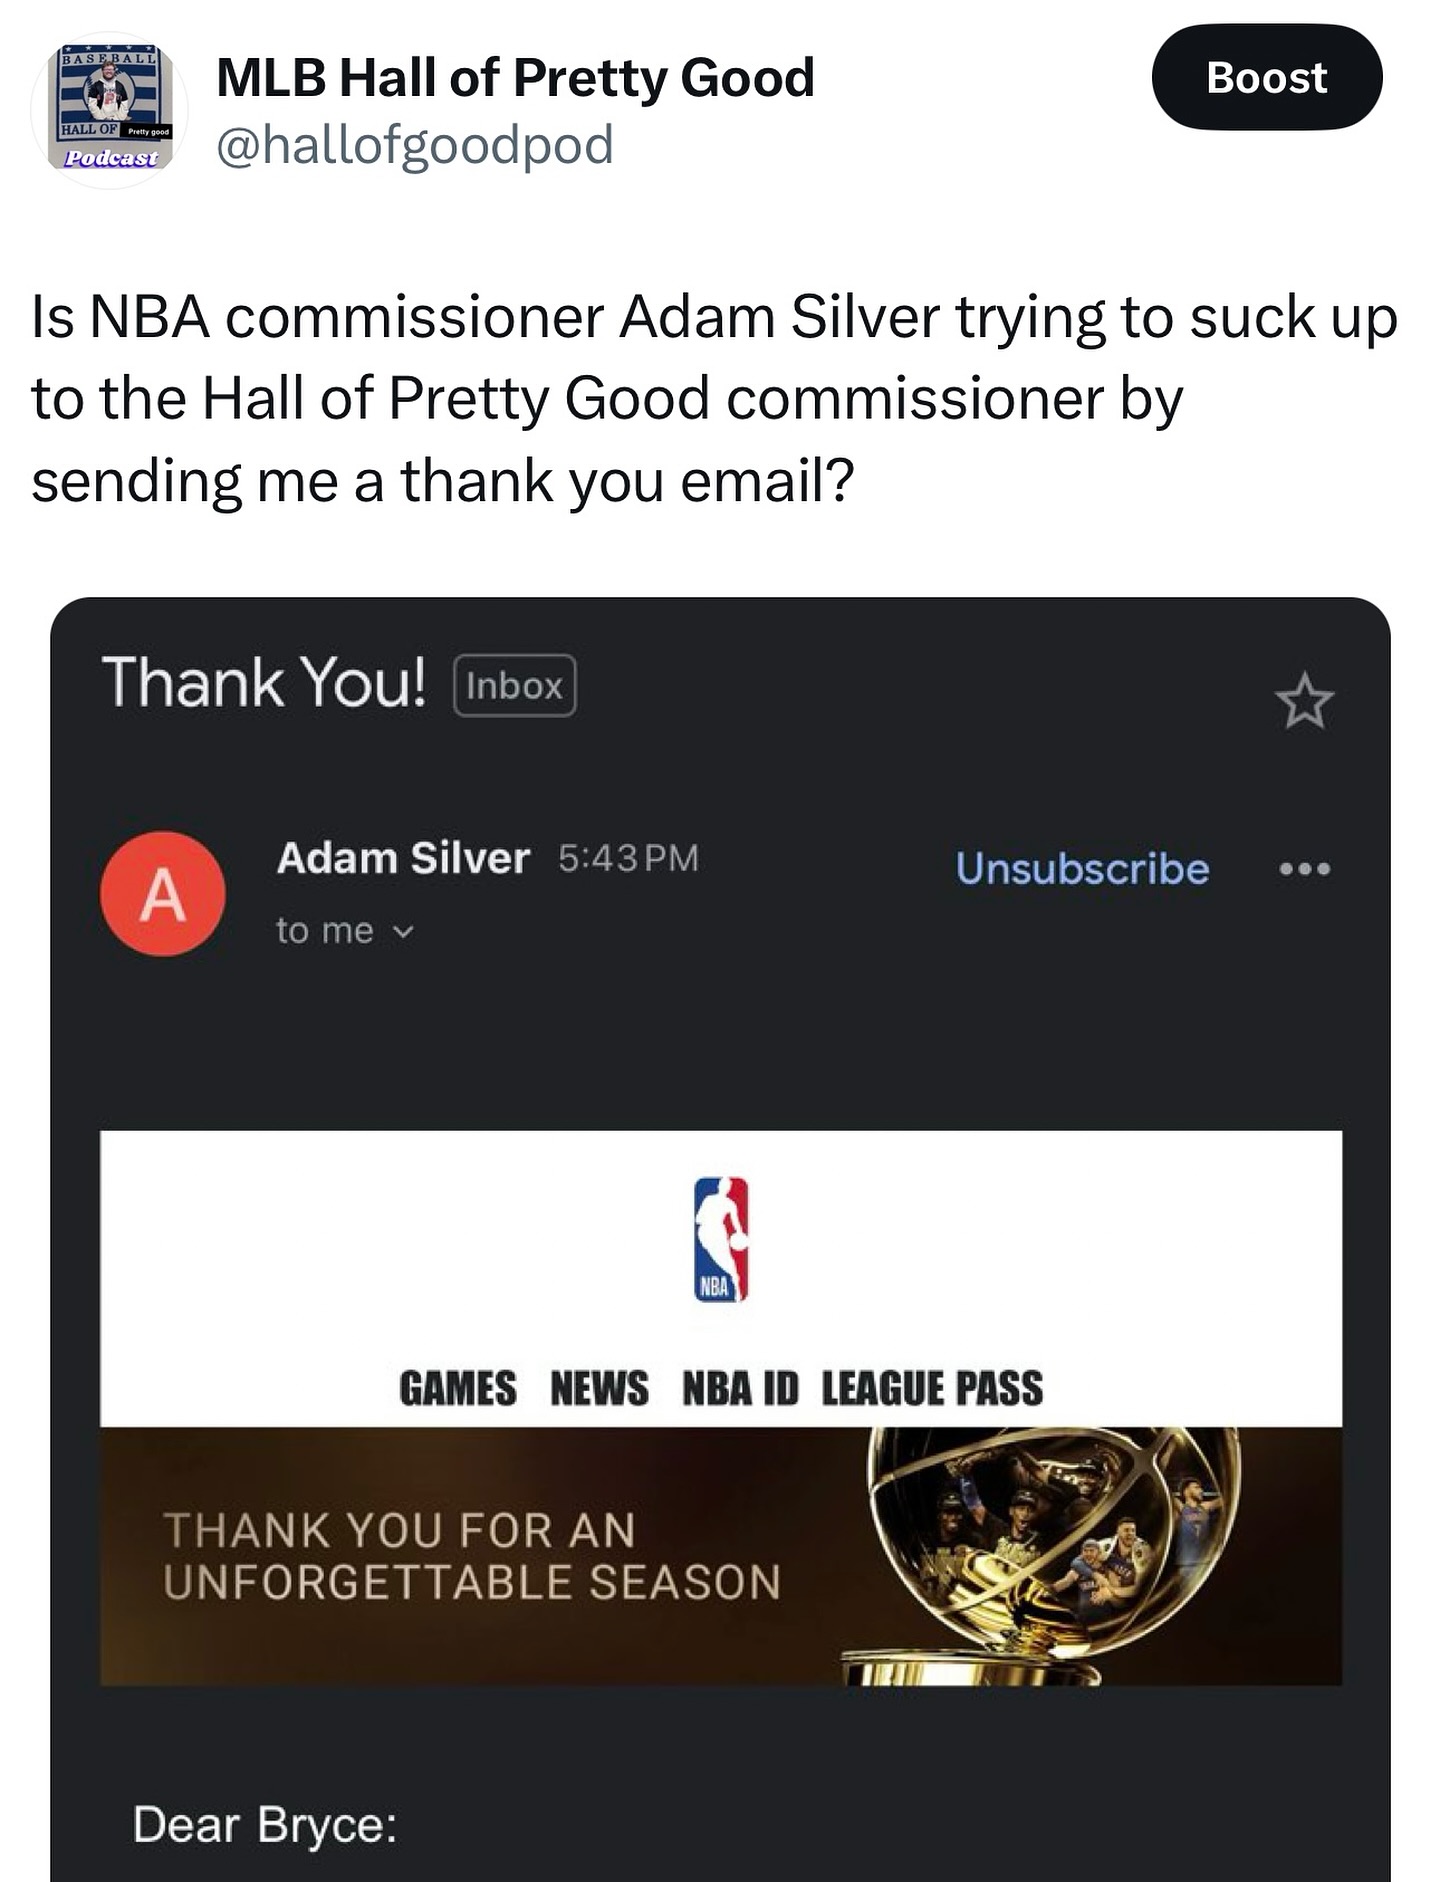 BASEBALL
HALL OF Pretty good
Podcast
MLB Hall of Pretty Good
@hallofgoodpod
Boost
Is NBA commissioner Adam Silver trying to suck up
to the Hall of Pretty Good commissioner by
sending me a thank you email?
Thank You! Inbox
A
Adam Silver 5:43 PM
Unsubscribe
to me
NBA
GAMES NEWS NBA ID LEAGUE PASS
THANK YOU FOR AN
UNFORGETTABLE SEASON
Dear Bryce: